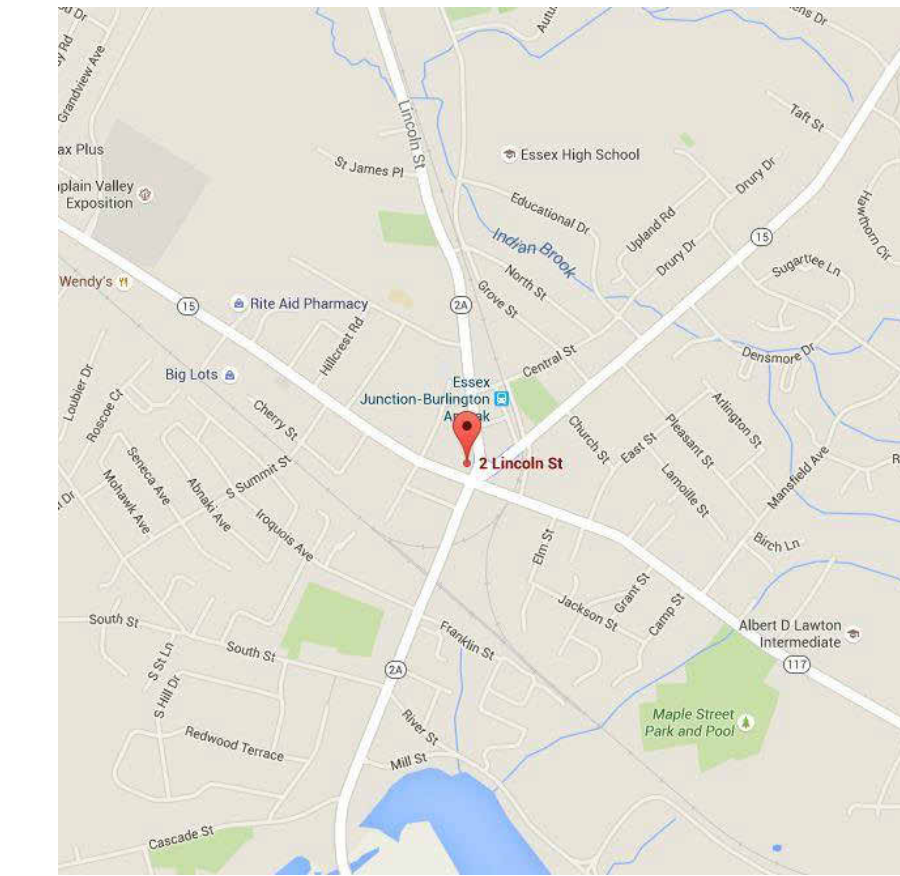 Lincoln St
Grandview Ave
Taft St
Essex High School
St James Pl
Drury Dr
Educational Dr
Hawthorn Cir
Valley
Exposition
Upland Rd
15
Indian Brook
Drury Dr
Sugartree Ln
North St
Wendy's
Grove St
15
Rite Aid Pharmacy
2A
Hillcrest Rd
Densmore Dr
Central St
Big Lots
Essex
Junction-Burlington
Loubier Dr
Roscoe Ct
Cherry St
Arlington St
Church St
Pleasant St
East St
2 Lincoln St
S Summit St
Seneca Ave
Mohawk Ave
Abnaki Ave
Lamoille St
Mansfield Ave
Iroquois Ave
Elm St
Birch Ln
Grant St
Jackson St
Camp St
South St
Franklin St
Albert D Lawton
Intermediate
South St
S St Ln
2A
117
S Hill Dr
Maple Street
Park and Pool
River St
Redwood Terrace
Mill St
Cascade St